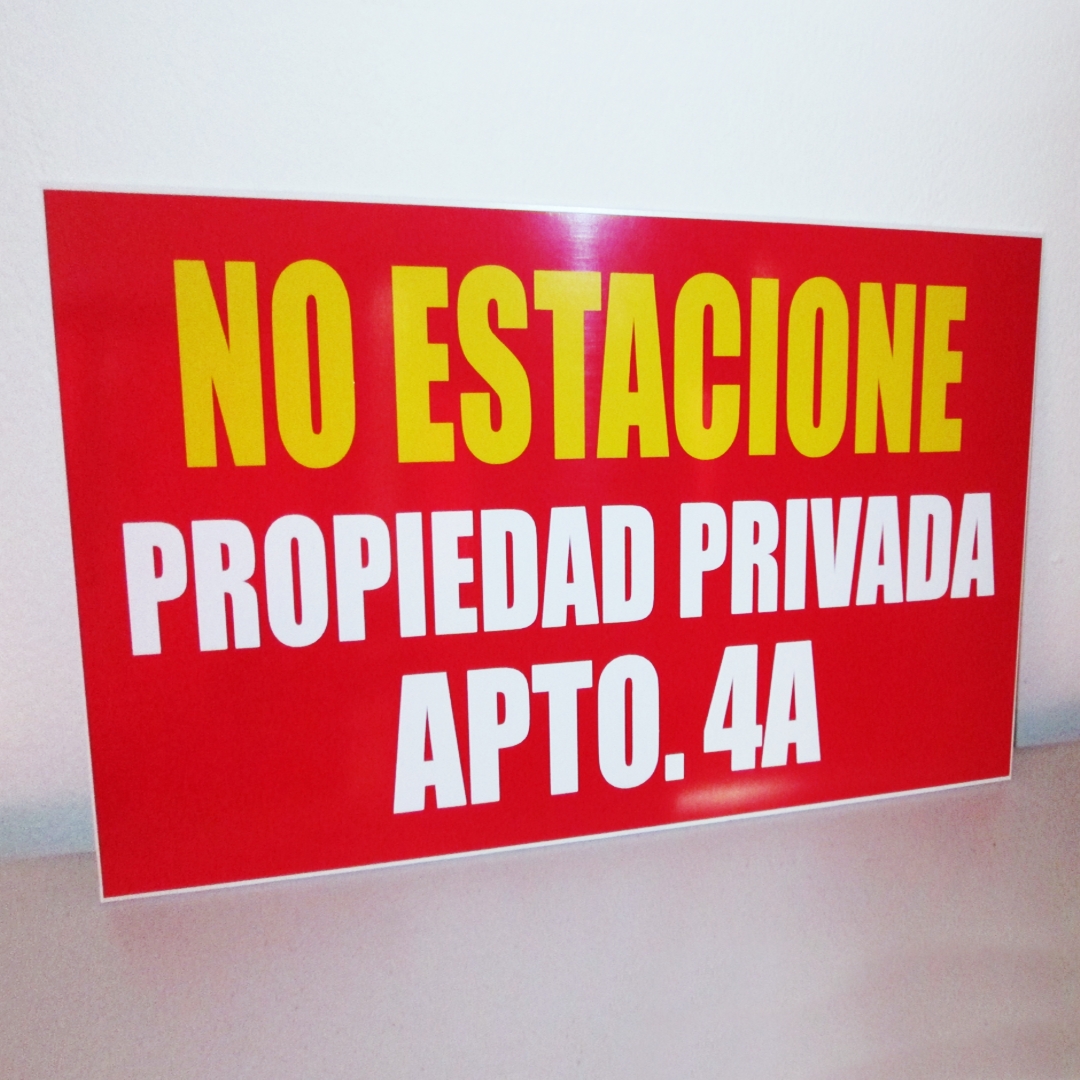 NO ESTACIONE
PROPIEDAD PRIVADA
APTO. 4A